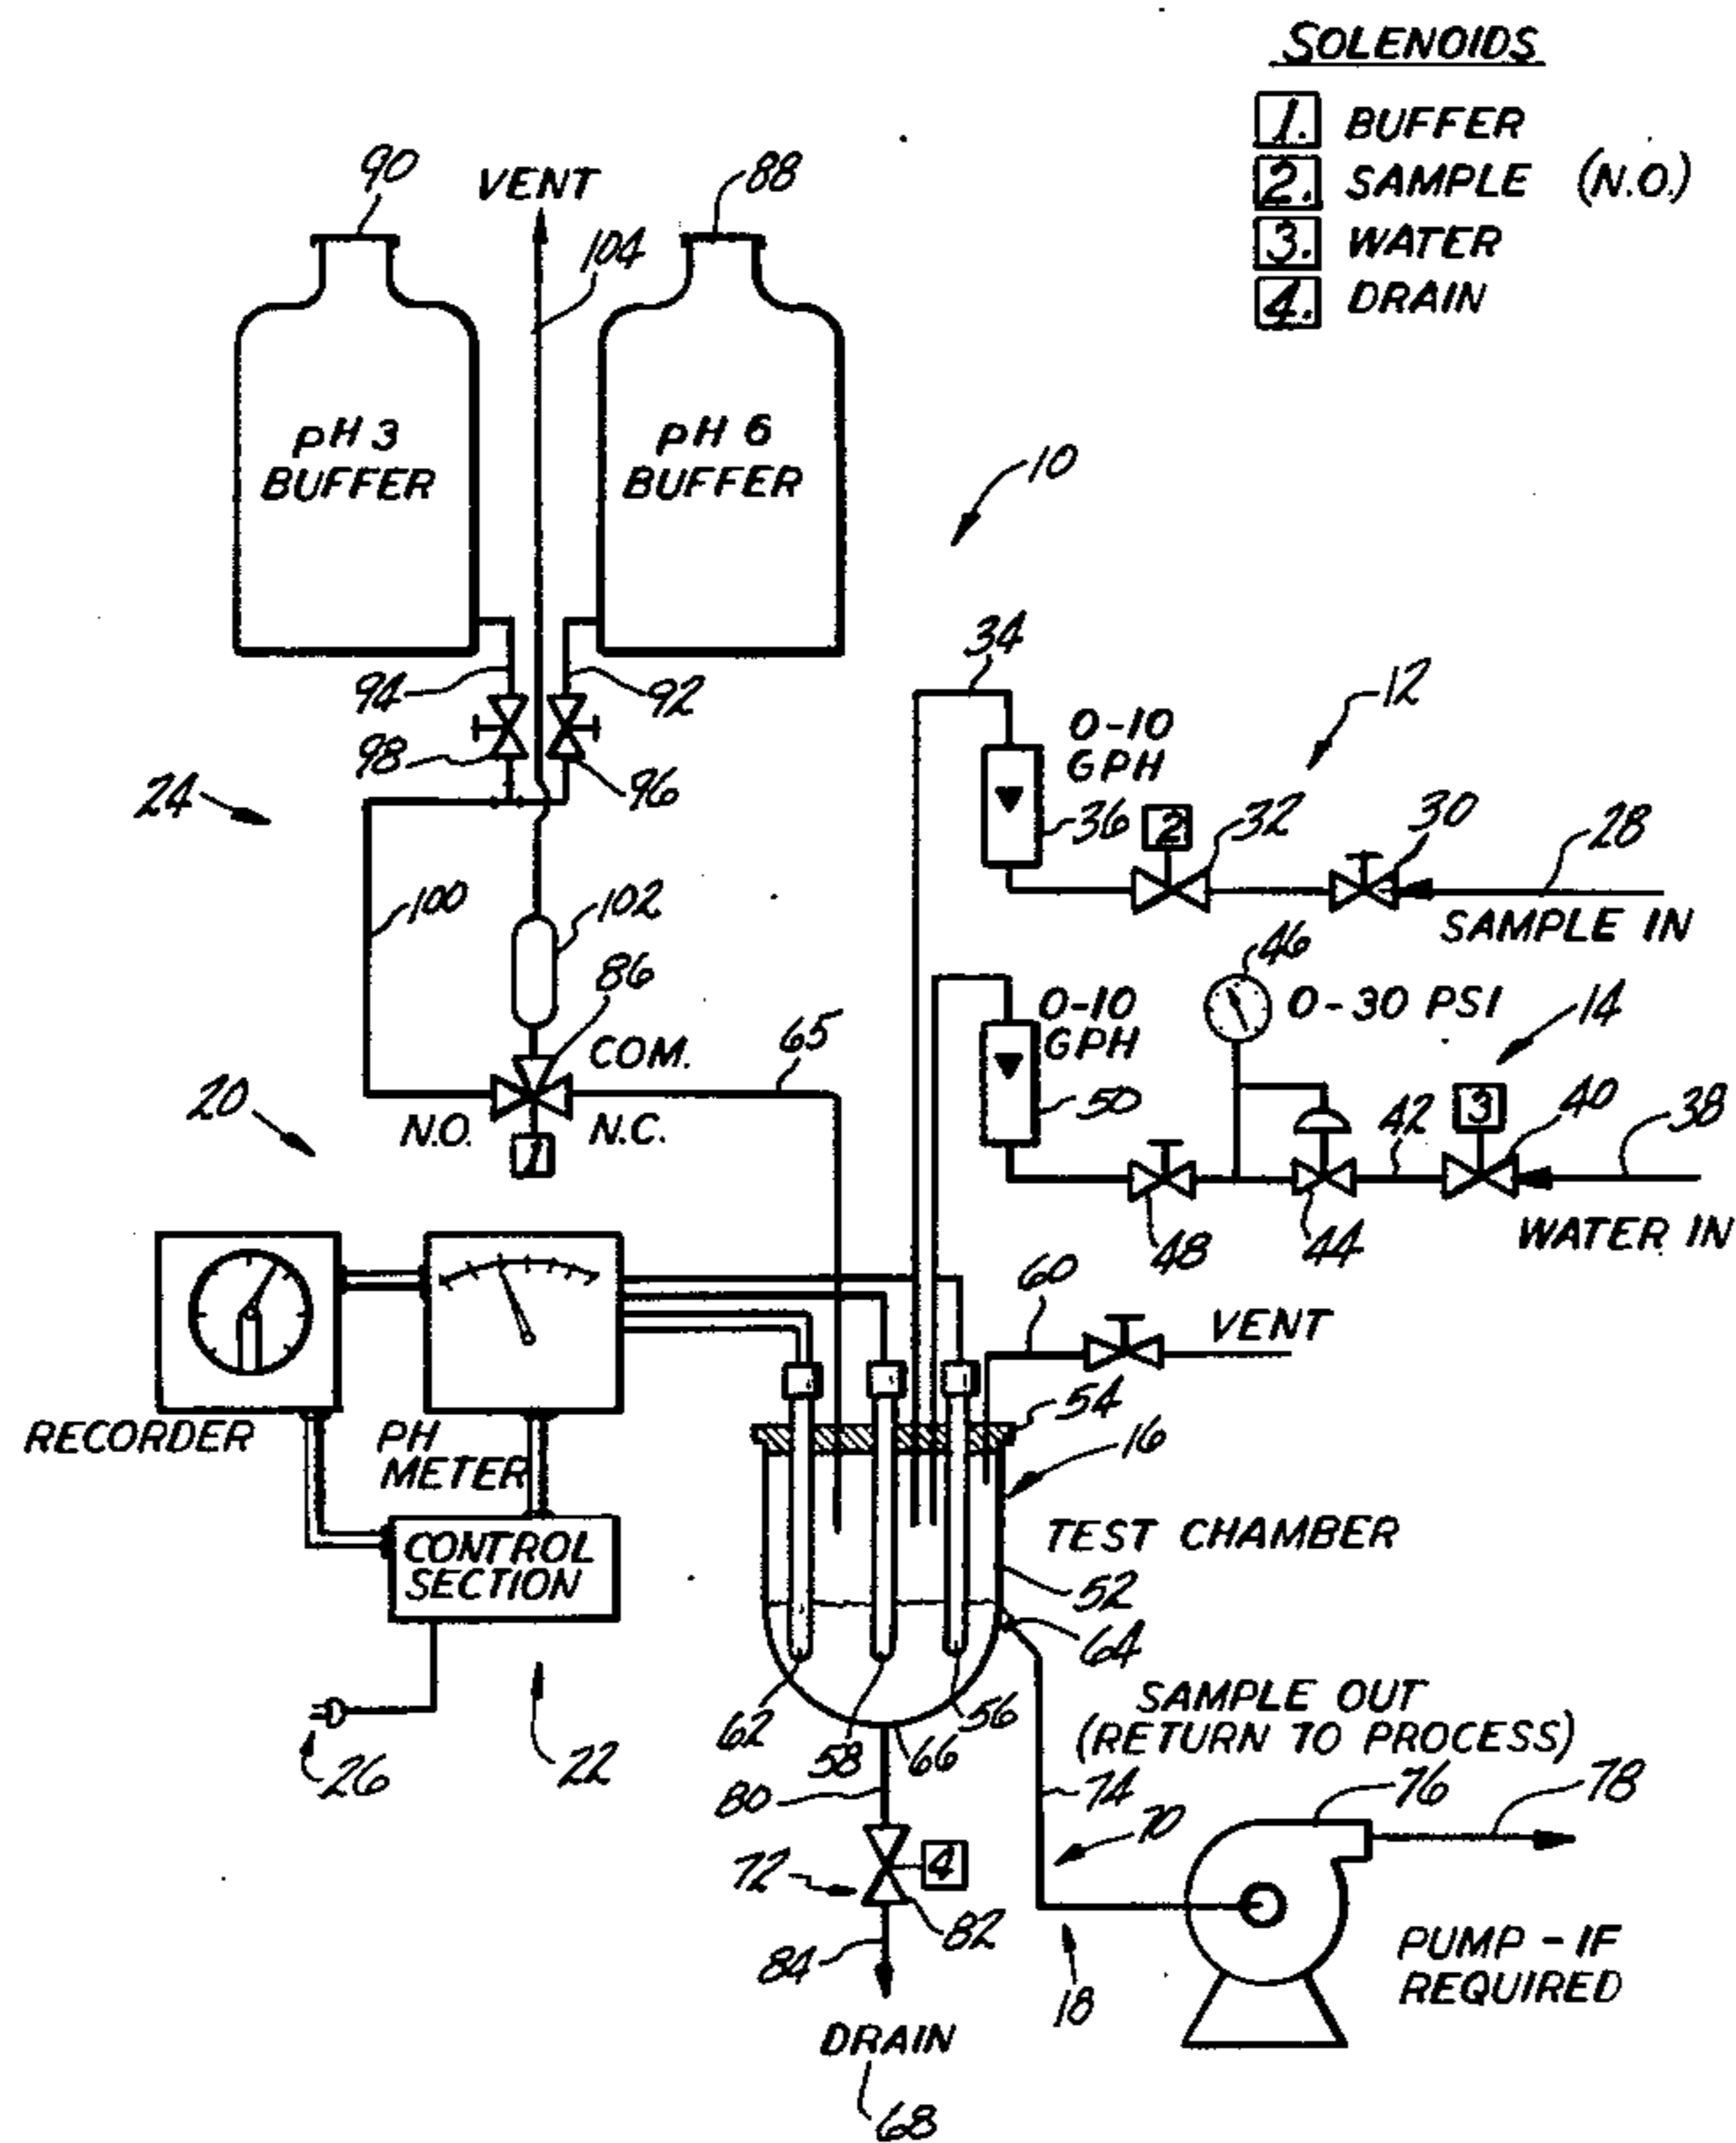 SOLENOIDS
1. BUFFER
2. SAMPLE (N.O.)
3. WATER
4. DRAIN
90
VENT
88
104
pH 3
BUFFER
pH 6
BUFFER
10
34
94
92
0-10
GPH
12
98
96
24
36
2
32
30
28
SAMPLE IN
100
102
46
86
0-10
GPH
0-30 PSI
14
COM.
65
20
50
42
3
40
38
N.O.
N.C.
1
48
44
WATER IN
60
VENT
54
RECORDER
PH
METER
16
CONTROL
SECTION
TEST CHAMBER
52
64
62
58
66
56
SAMPLE OUT
(RETURN TO PROCESS)
26
22
80
74
76
78
70
72
4
82
84
18
PUMP - IF
REQUIRED
DRAIN
68